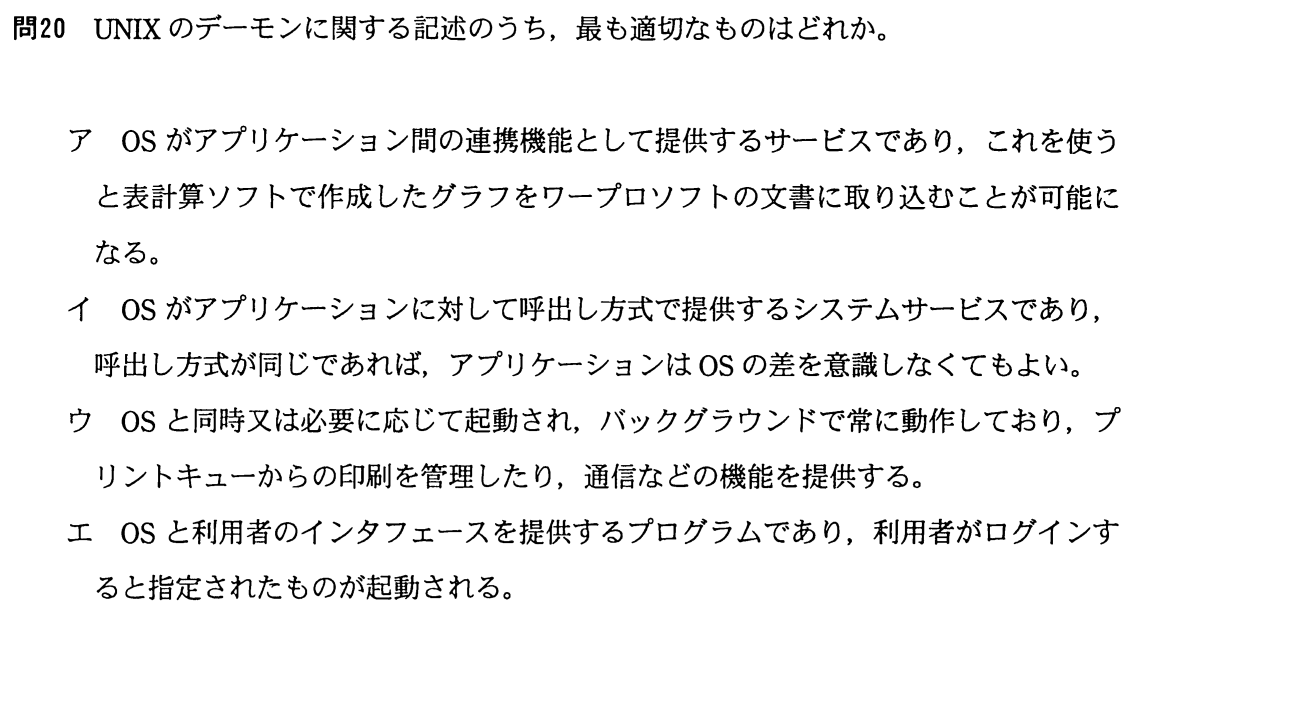 問20 UNIX のデーモンに関する記述のうち，最も適切なものはどれか。
ア OS がアプリケーション間の連携機能として提供するサービスであり，これを使う
と表計算ソフトで作成したグラフをワープロソフトの文書に取り込むことが可能に
なる。
イ OS がアプリケーションに対して呼出し方式で提供するシステムサービスであり，
呼出し方式が同じであれば，アプリケーションは OS の差を意識しなくてもよい。
ウ OS と同時又は必要に応じて起動され，バックグラウンドで常に動作しており，プ
リントキューからの印刷を管理したり，通信などの機能を提供する。
エ OS と利用者のインタフェースを提供するプログラムであり，利用者がログインす
ると指定されたものが起動される。